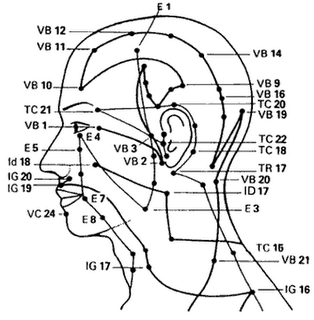 E 1
VB 12
VB 11
VB 14
VB 10
VB 9
VB 16
TC 20
VB 19
TC 21
VB 1
E 4
TC 22
TC 18
E 5
VB 3
VB 2
Id 18
TR 17
IG 20
VB 20
IG 19
E 7
ID 17
VC 24
E 8
E 3
TC 15
VB 21
IG 17
IG 16